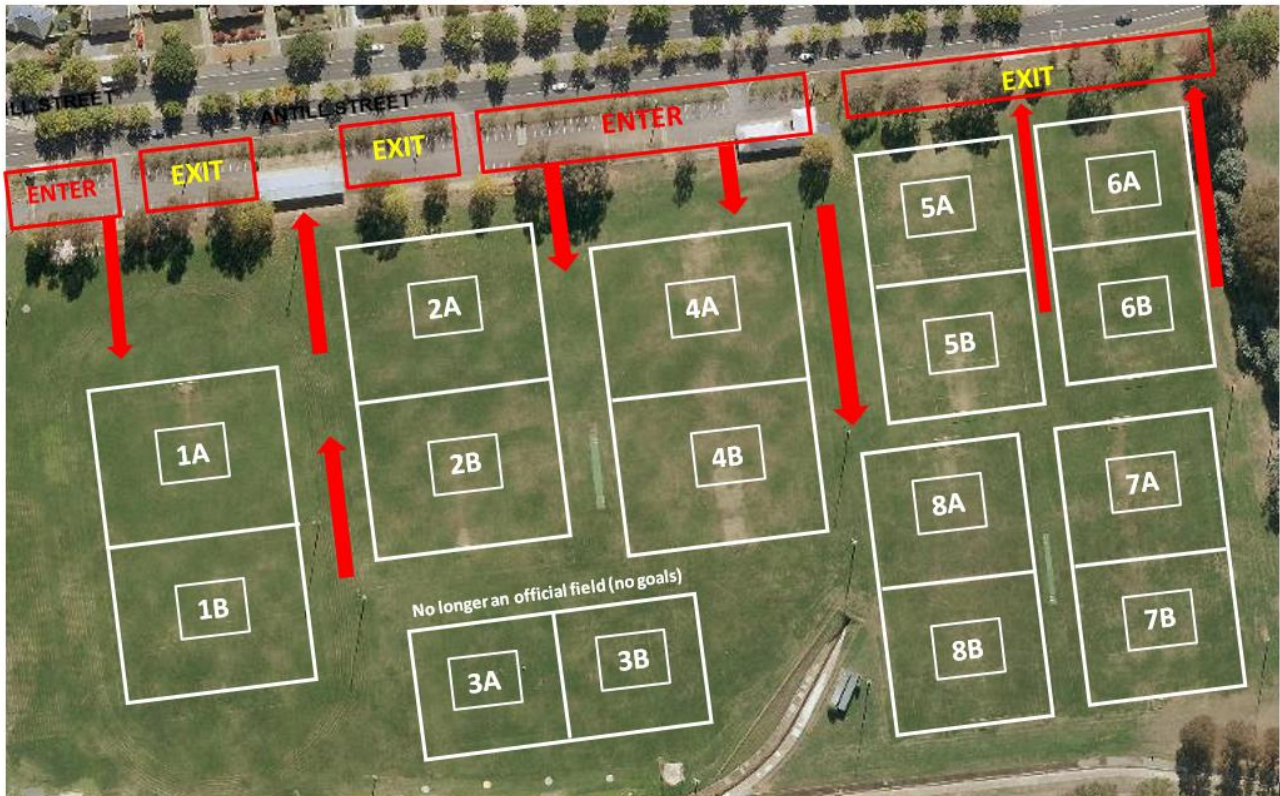 ILL STREET
ANTILL STREET
ENTER
EXIT
EXIT
ENTER
EXIT
1A
1B
2A
2B
No longer an official field (no goals)
3A
3B
4A
4B
5A
5B
6A
6B
8A
8B
7A
7B